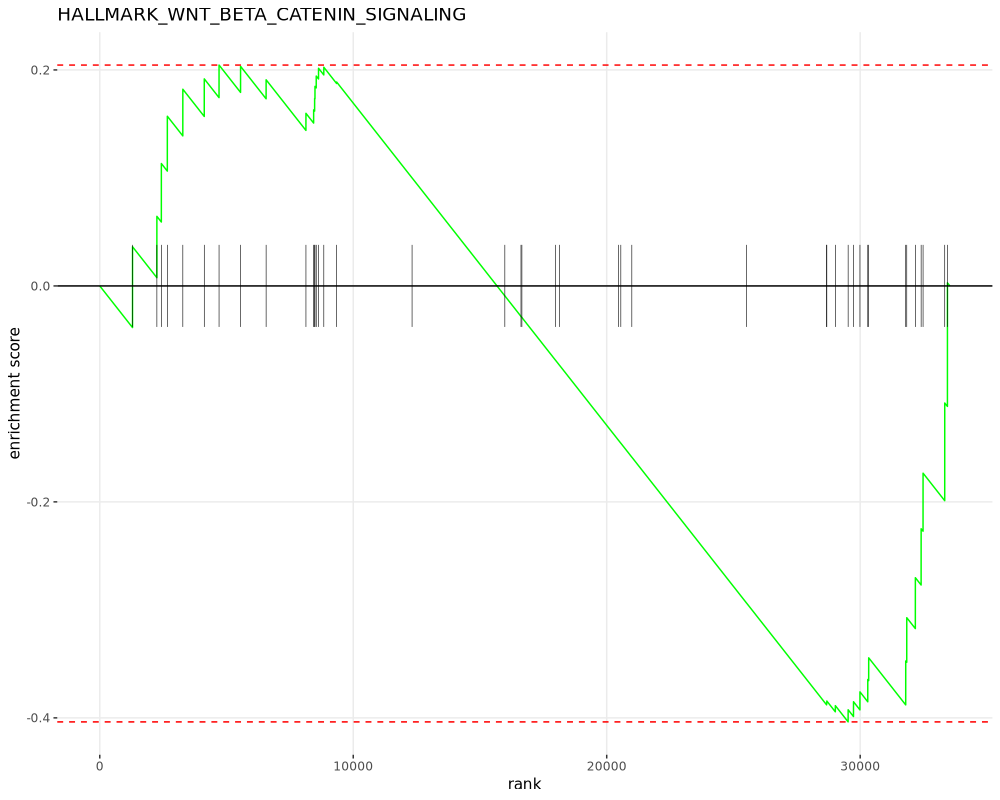 HALLMARK_WNT_BETA_CATENIN_SIGNALING
enrichment score
0.2
0.0
-0.2
-0.4
0
10000
20000
30000
rank